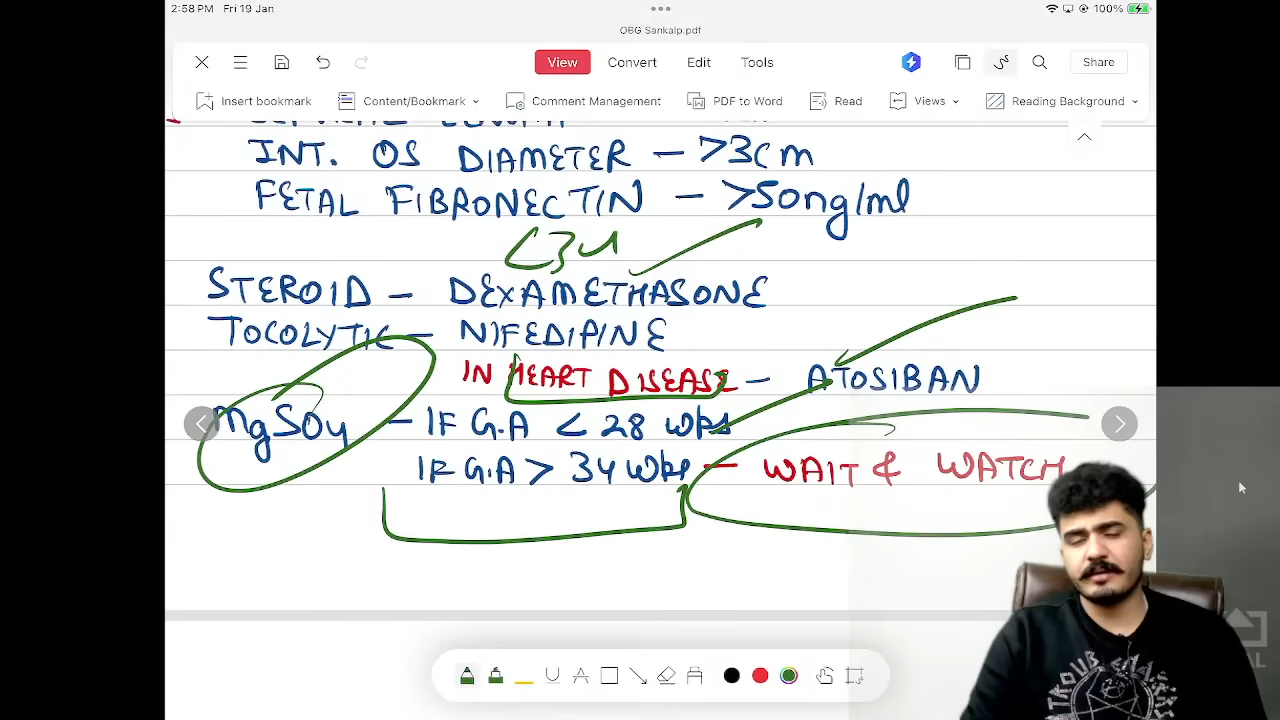 2:58 PM Fri 19 Jan
100%
OBG Sankalp.pdf
View Convert Edit Tools Share
Insert bookmark Content/Bookmark Comment Management PDF to Word Read Views Reading Background
INT. OS DIAMETER - >3cm
FETAL FIBRONECTIN - >50ng/ml
<34
STEROID - DEXAMETHASONE
TOCOLYTIC - NIFEDIPINE
IN HEART DISEASE - ATOSIBAN
MgSO4 - IF G.A < 28 wks
IF G.A > 34 wks - WAIT & WATCH